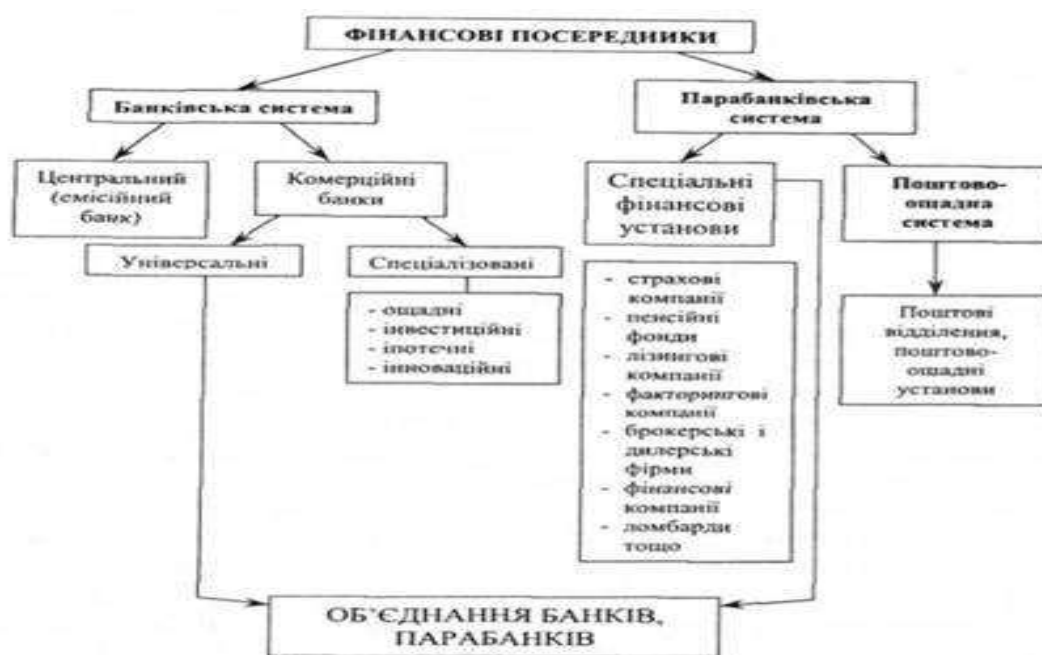 ФІНАНСОВІ ПОСЕРЕДНИКИ
Банківська система
Парабанківська
система
Центральний
(емісійний
банк)
Комерційні
банки
Спеціальні
фінансові
установи
Поштово-
ощадна
система
Універсальні
Спеціалізовані
- ощадні
- інвестиційні
- іпотечні
- інноваційні
- страхові
компанії
- пенсійні
фонди
- лізингові
компанії
- факторингові
компанії
- брокерські і
дилерські
фірми
- фінансові
компанії
- ломбарди
тощо
Поштові
відділення,
поштово-
ощадні
установи
ОБ’ЄДНАННЯ БАНКІВ,
ПАРАБАНКІВ